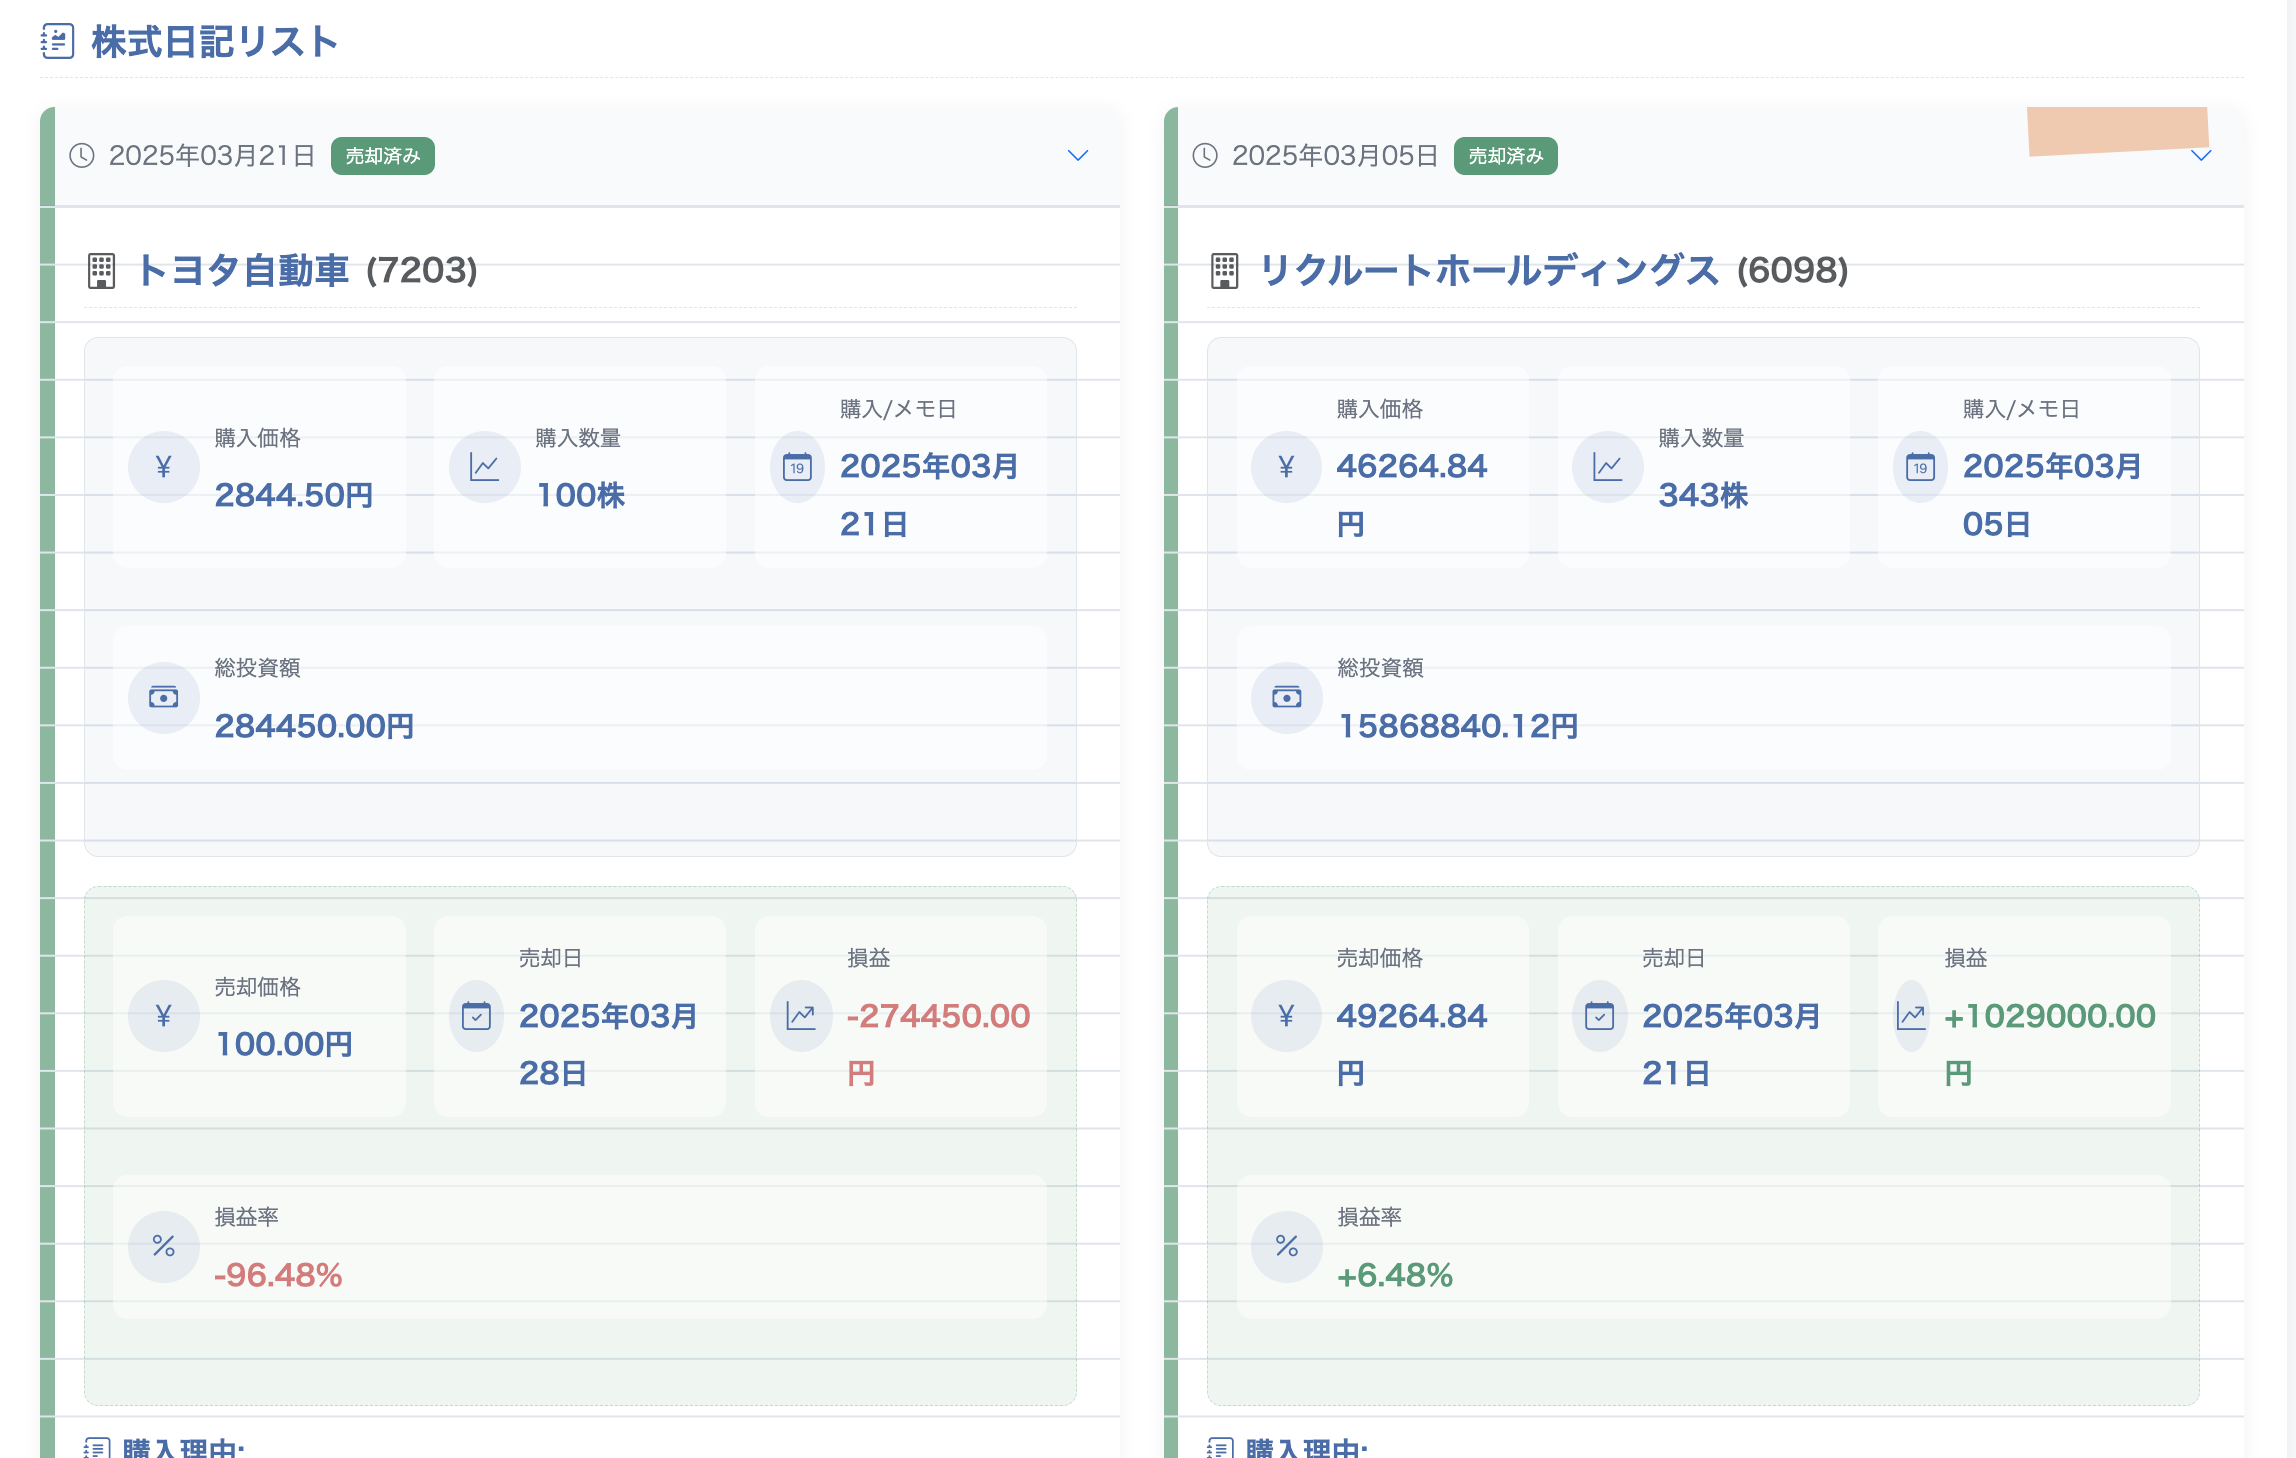 株式日記リスト
2025年03月21日 売却済み
トヨタ自動車 (7203)
購入価格
2844.50円
購入数量
100株
購入/メモ日
19
2025年03月
21日
総投資額
284450.00円
¥
売却価格
100.00円
売却日
2025年03月
28日
損益
-274450.00
円
%
損益率
-96.48%
購入理由:
2025年03月05日 売却済み
リクルートホールディングス (6098)
¥
購入価格
46264.84
円
購入数量
343株
購入/メモ日
19
2025年03月
05日
総投資額
15868840.12円
¥
売却価格
49264.84
円
売却日
2025年03月
21日
損益
+1029000.00
円
%
損益率
+6.48%
購入理由: